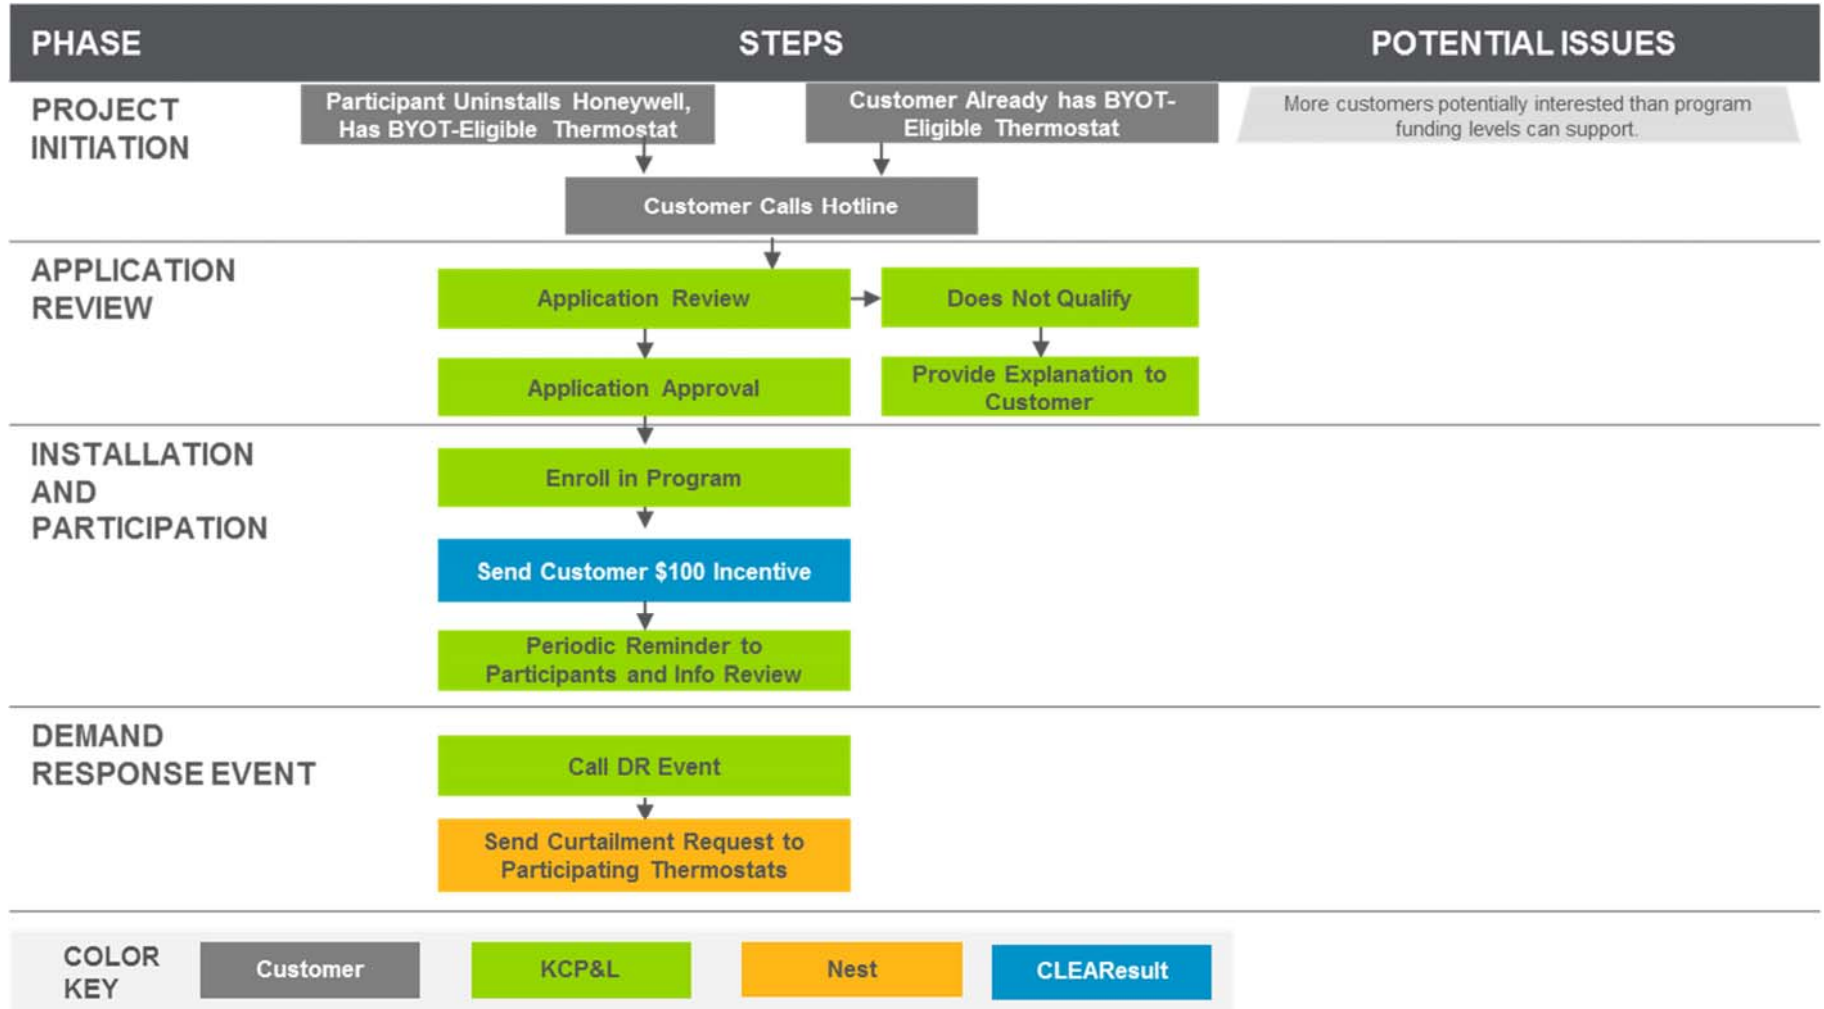 PHASE
STEPS
POTENTIAL ISSUES
PROJECT
INITIATION
Participant Uninstalls Honeywell,
Has BYOT-Eligible Thermostat
Customer Already has BYOT-
Eligible Thermostat
More customers potentially interested than program
funding levels can support.
Customer Calls Hotline
APPLICATION
REVIEW
Application Review
Does Not Qualify
Application Approval
Provide Explanation to
Customer
INSTALLATION
AND
PARTICIPATION
Enroll in Program
Send Customer $100 Incentive
Periodic Reminder to
Participants and Info Review
DEMAND
RESPONSE EVENT
Call DR Event
Send Curtailment Request to
Participating Thermostats
COLOR
KEY
Customer
KCP&L
Nest
CLEAResult